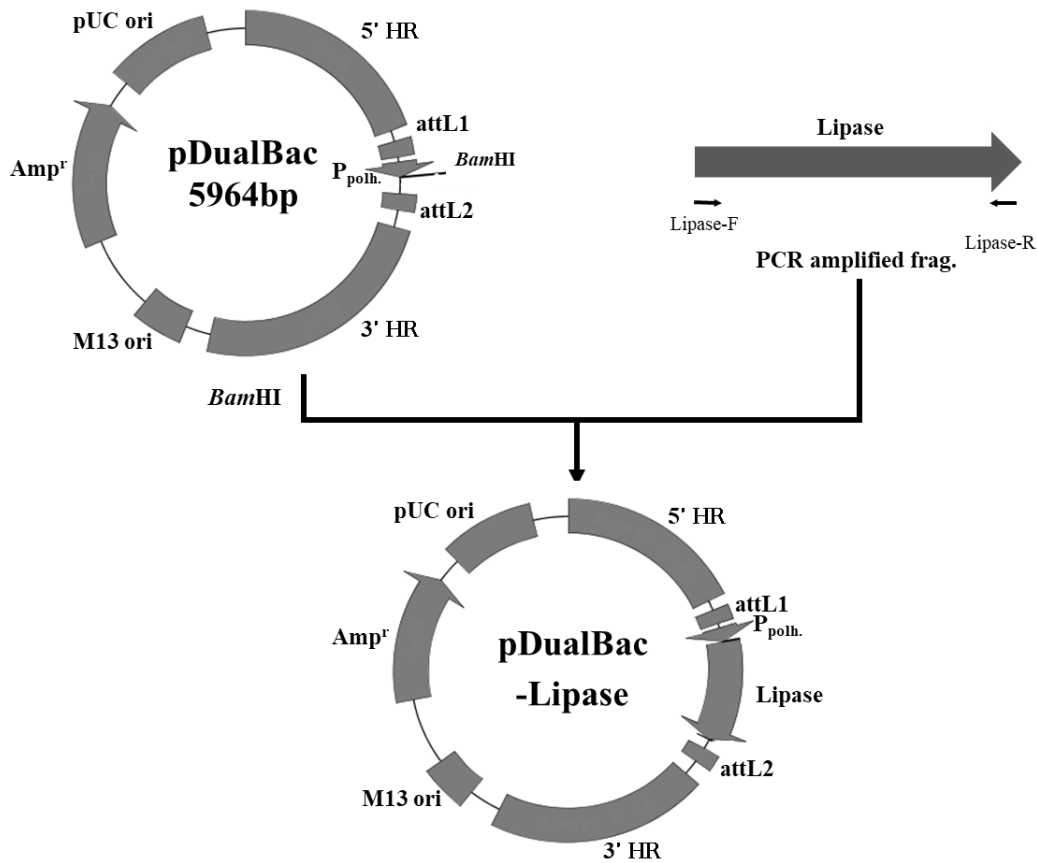 pUC ori
5' HR
attL1
BamHI
Lipase
pDualBac
5964bp
Ampʳ
Ppolh.
attL2
Lipase-F
Lipase-R
PCR amplified frag.
M13 ori
3' HR
BamHI
pUC ori
5' HR
attL1
Ppolh.
Ampʳ
pDualBac
-Lipase
Lipase
attL2
M13 ori
3' HR